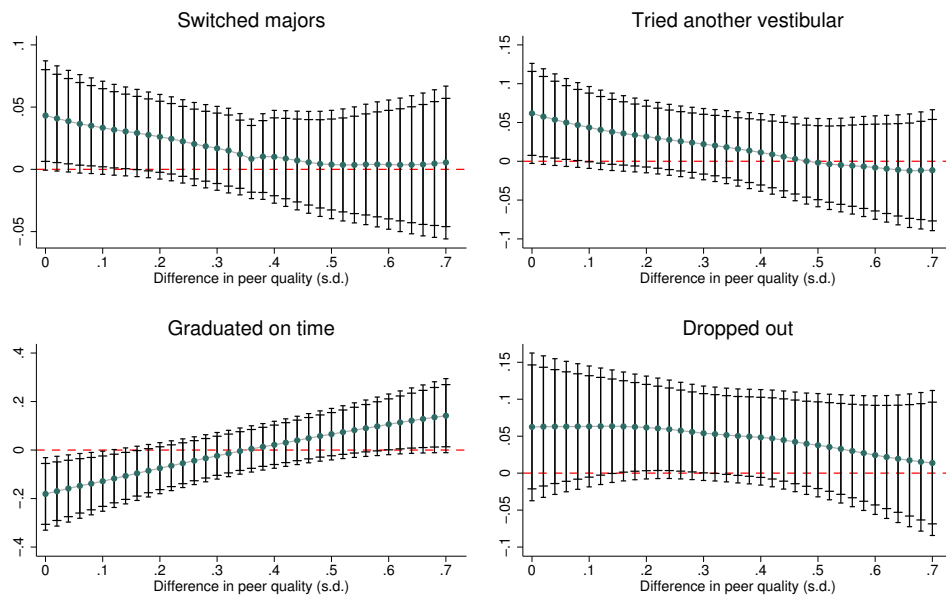 Switched majors
.1
.05
0
-.05
0 .1 .2 .3 .4 .5 .6 .7
Difference in peer quality (s.d.)
Tried another vestibular
.15
.1
.05
0
-.05
-.1
0 .1 .2 .3 .4 .5 .6 .7
Difference in peer quality (s.d.)
Graduated on time
.4
.2
0
-.2
-.4
0 .1 .2 .3 .4 .5 .6 .7
Difference in peer quality (s.d.)
Dropped out
.15
.1
.05
0
-.05
-.1
0 .1 .2 .3 .4 .5 .6 .7
Difference in peer quality (s.d.)